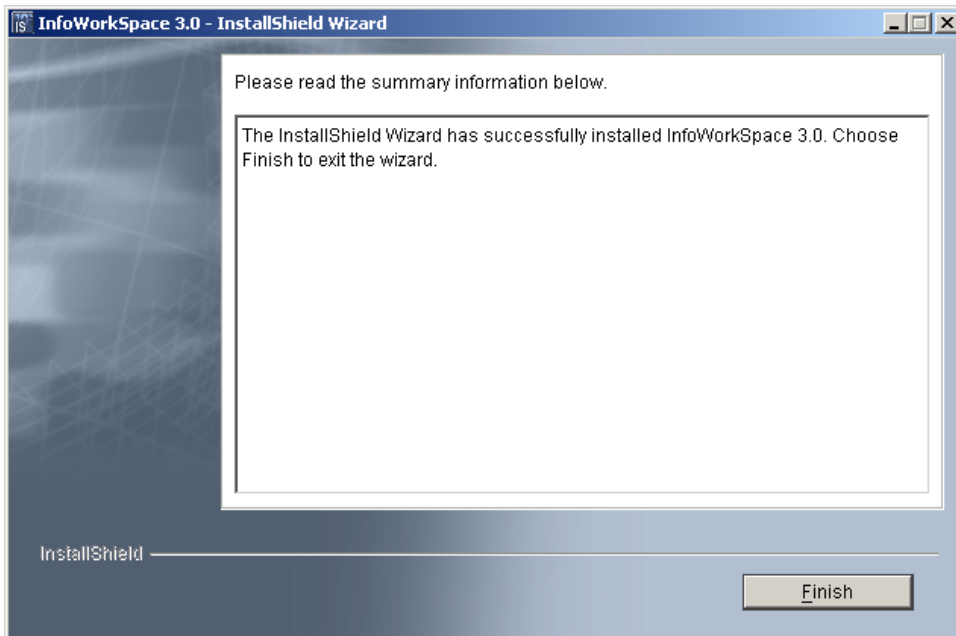 InfoWorkSpace 3.0 - InstallShield Wizard
Please read the summary information below.
The InstallShield Wizard has successfully installed InfoWorkSpace 3.0. Choose
Finish to exit the wizard.
InstallShield
Finish